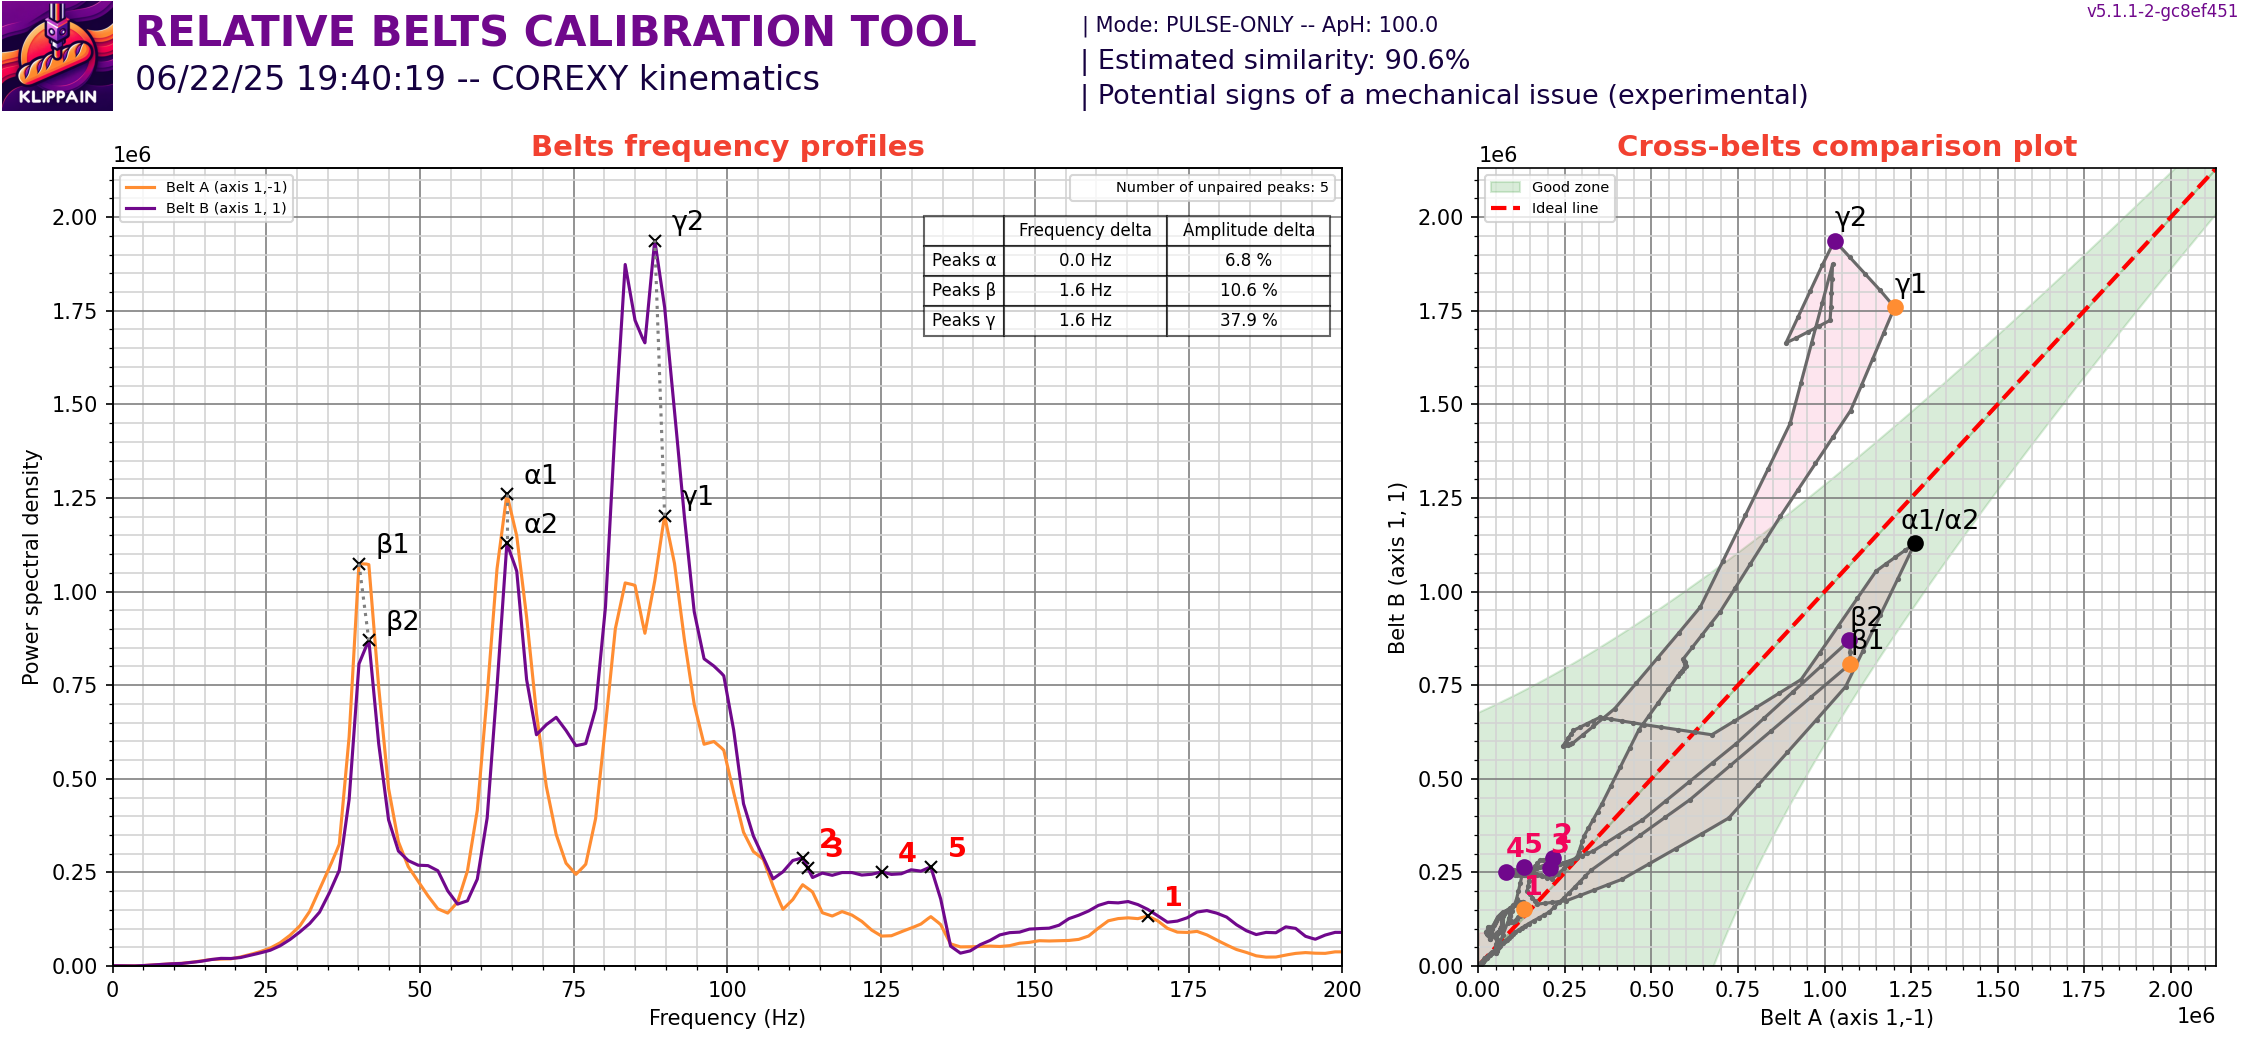 KLIPPAIN
RELATIVE BELTS CALIBRATION TOOL
06/22/25 19:40:19 -- COREXY kinematics
| Mode: PULSE-ONLY -- ApH: 100.0
| Estimated similarity: 90.6%
| Potential signs of a mechanical issue (experimental)
v5.1.1-2-gc8ef451
Belts frequency profiles
1e6
Belt A (axis 1,-1)
Belt B (axis 1, 1)
Number of unpaired peaks: 5
Frequency delta Amplitude delta
Peaks α 0.0 Hz 6.8 %
Peaks β 1.6 Hz 10.6 %
Peaks γ 1.6 Hz 37.9 %
γ2
γ1
α1
α2
β1
β2
2
3
4
5
1
2.00
1.75
1.50
1.25
1.00
0.75
0.50
0.25
0.00
Power spectral density
0 25 50 75 100 125 150 175 200
Frequency (Hz)
Cross-belts comparison plot
1e6
Good zone
Ideal line
γ2
γ1
α1/α2
β2
β1
2
4 5 3
1
2.00
1.75
1.50
1.25
1.00
0.75
0.50
0.25
0.00
Belt B (axis 1, 1)
0.00 0.25 0.50 0.75 1.00 1.25 1.50 1.75 2.00
Belt A (axis 1,-1)
1e6